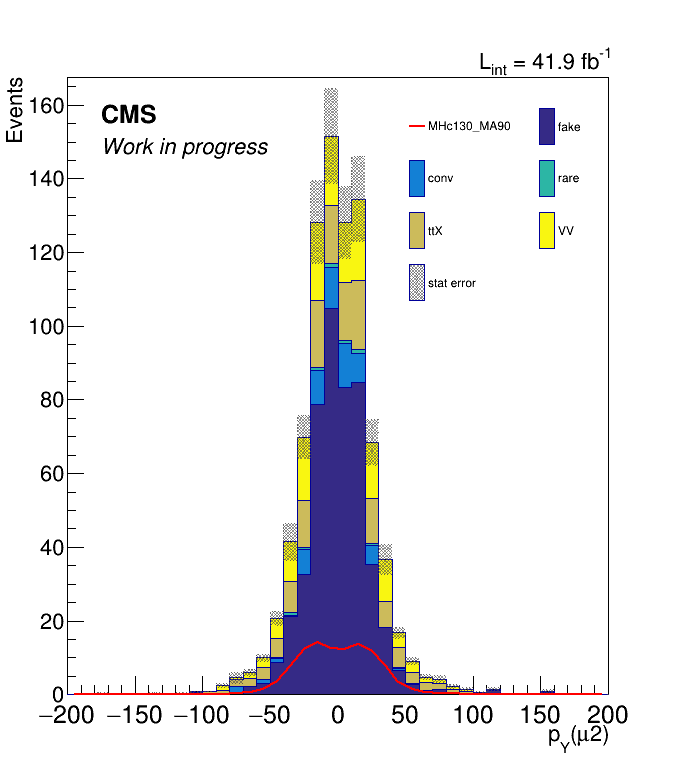 L_int = 41.9 fb^-1
Events
CMS
Work in progress
MHc130_MA90
fake
conv
rare
ttX
VV
stat error
160
140
120
100
80
60
40
20
0
−200 −150 −100 −50 0 50 100 150 200
p_Y(μ2)